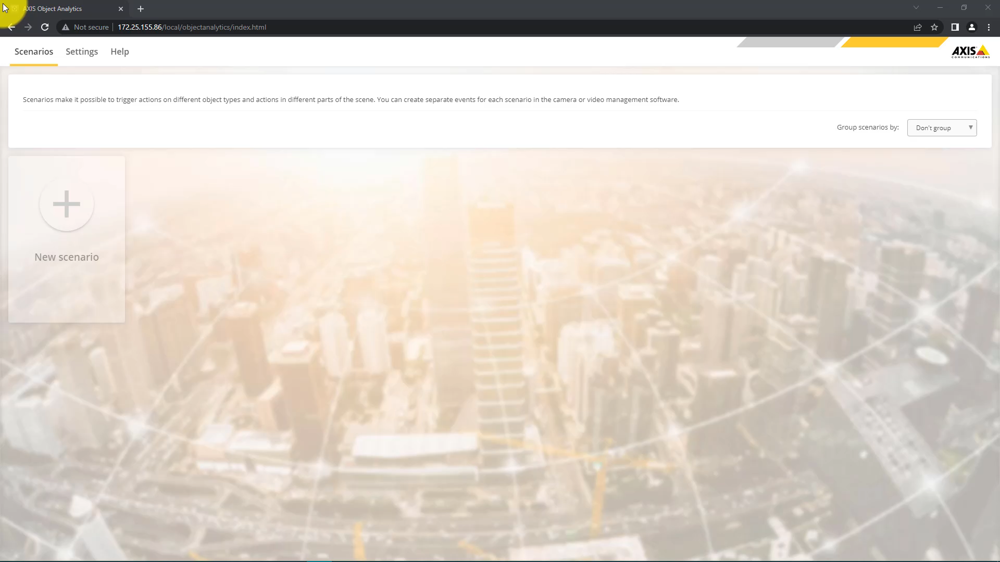 AXIS Object Analytics
Not secure
172.25.155.86/local/objectanalytics/index.html
Scenarios
Settings
Help
AXIS
COMMUNICATIONS
Scenarios make it possible to trigger actions on different object types and actions in different parts of the scene. You can create separate events for each scenario in the camera or video management software.
Group scenarios by:
Don't group
New scenario